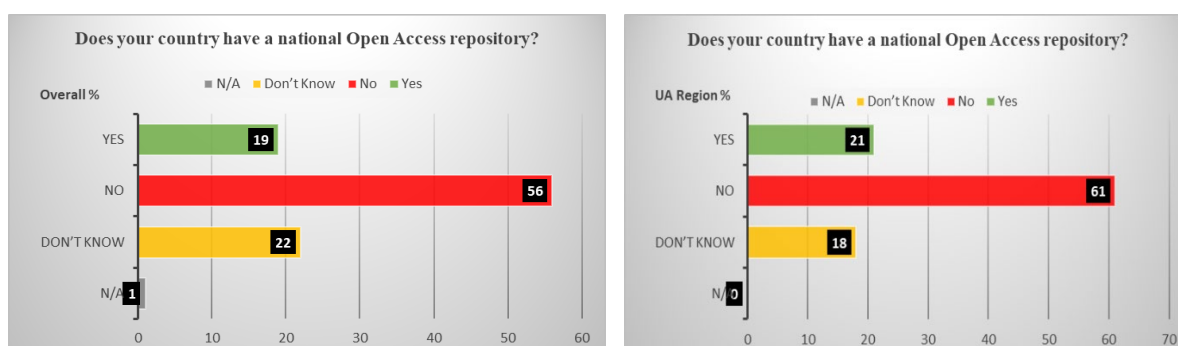 Does your country have a national Open Access repository?
N/A Don't Know No Yes
Overall %
YES 19
NO 56
DON'T KNOW 22
N/A 1
0 10 20 30 40 50 60
Does your country have a national Open Access repository?
UA Region %
N/A Don't Know No Yes
YES 21
NO 61
DON'T KNOW 18
N/A 0
0 10 20 30 40 50 60 70